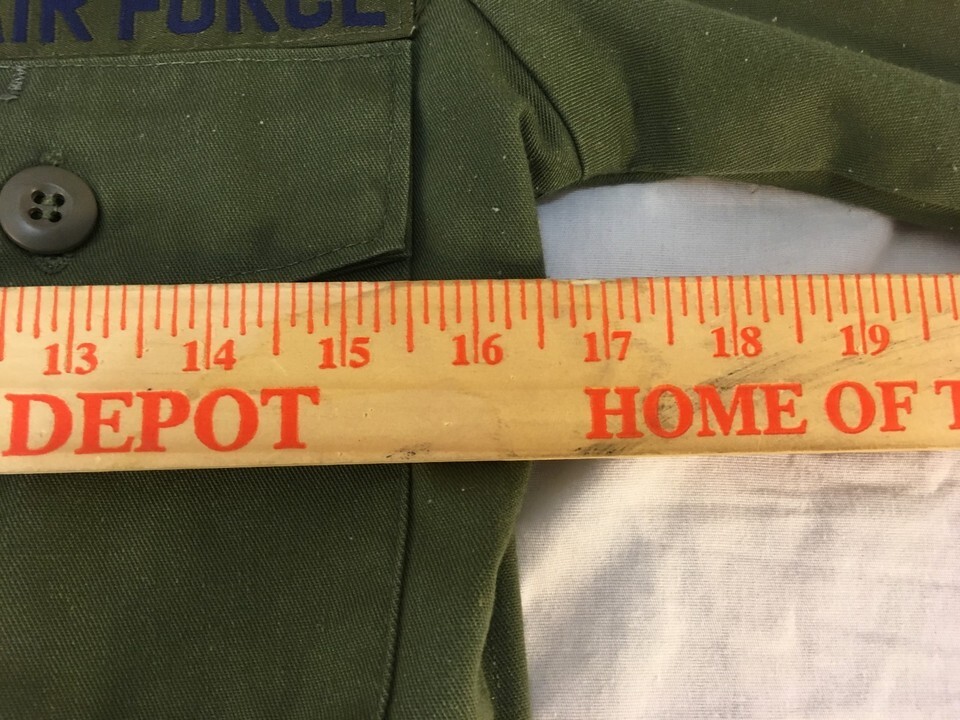 AIR FORCE
13 14 15 16 17 18 19
DEPOT HOME OF